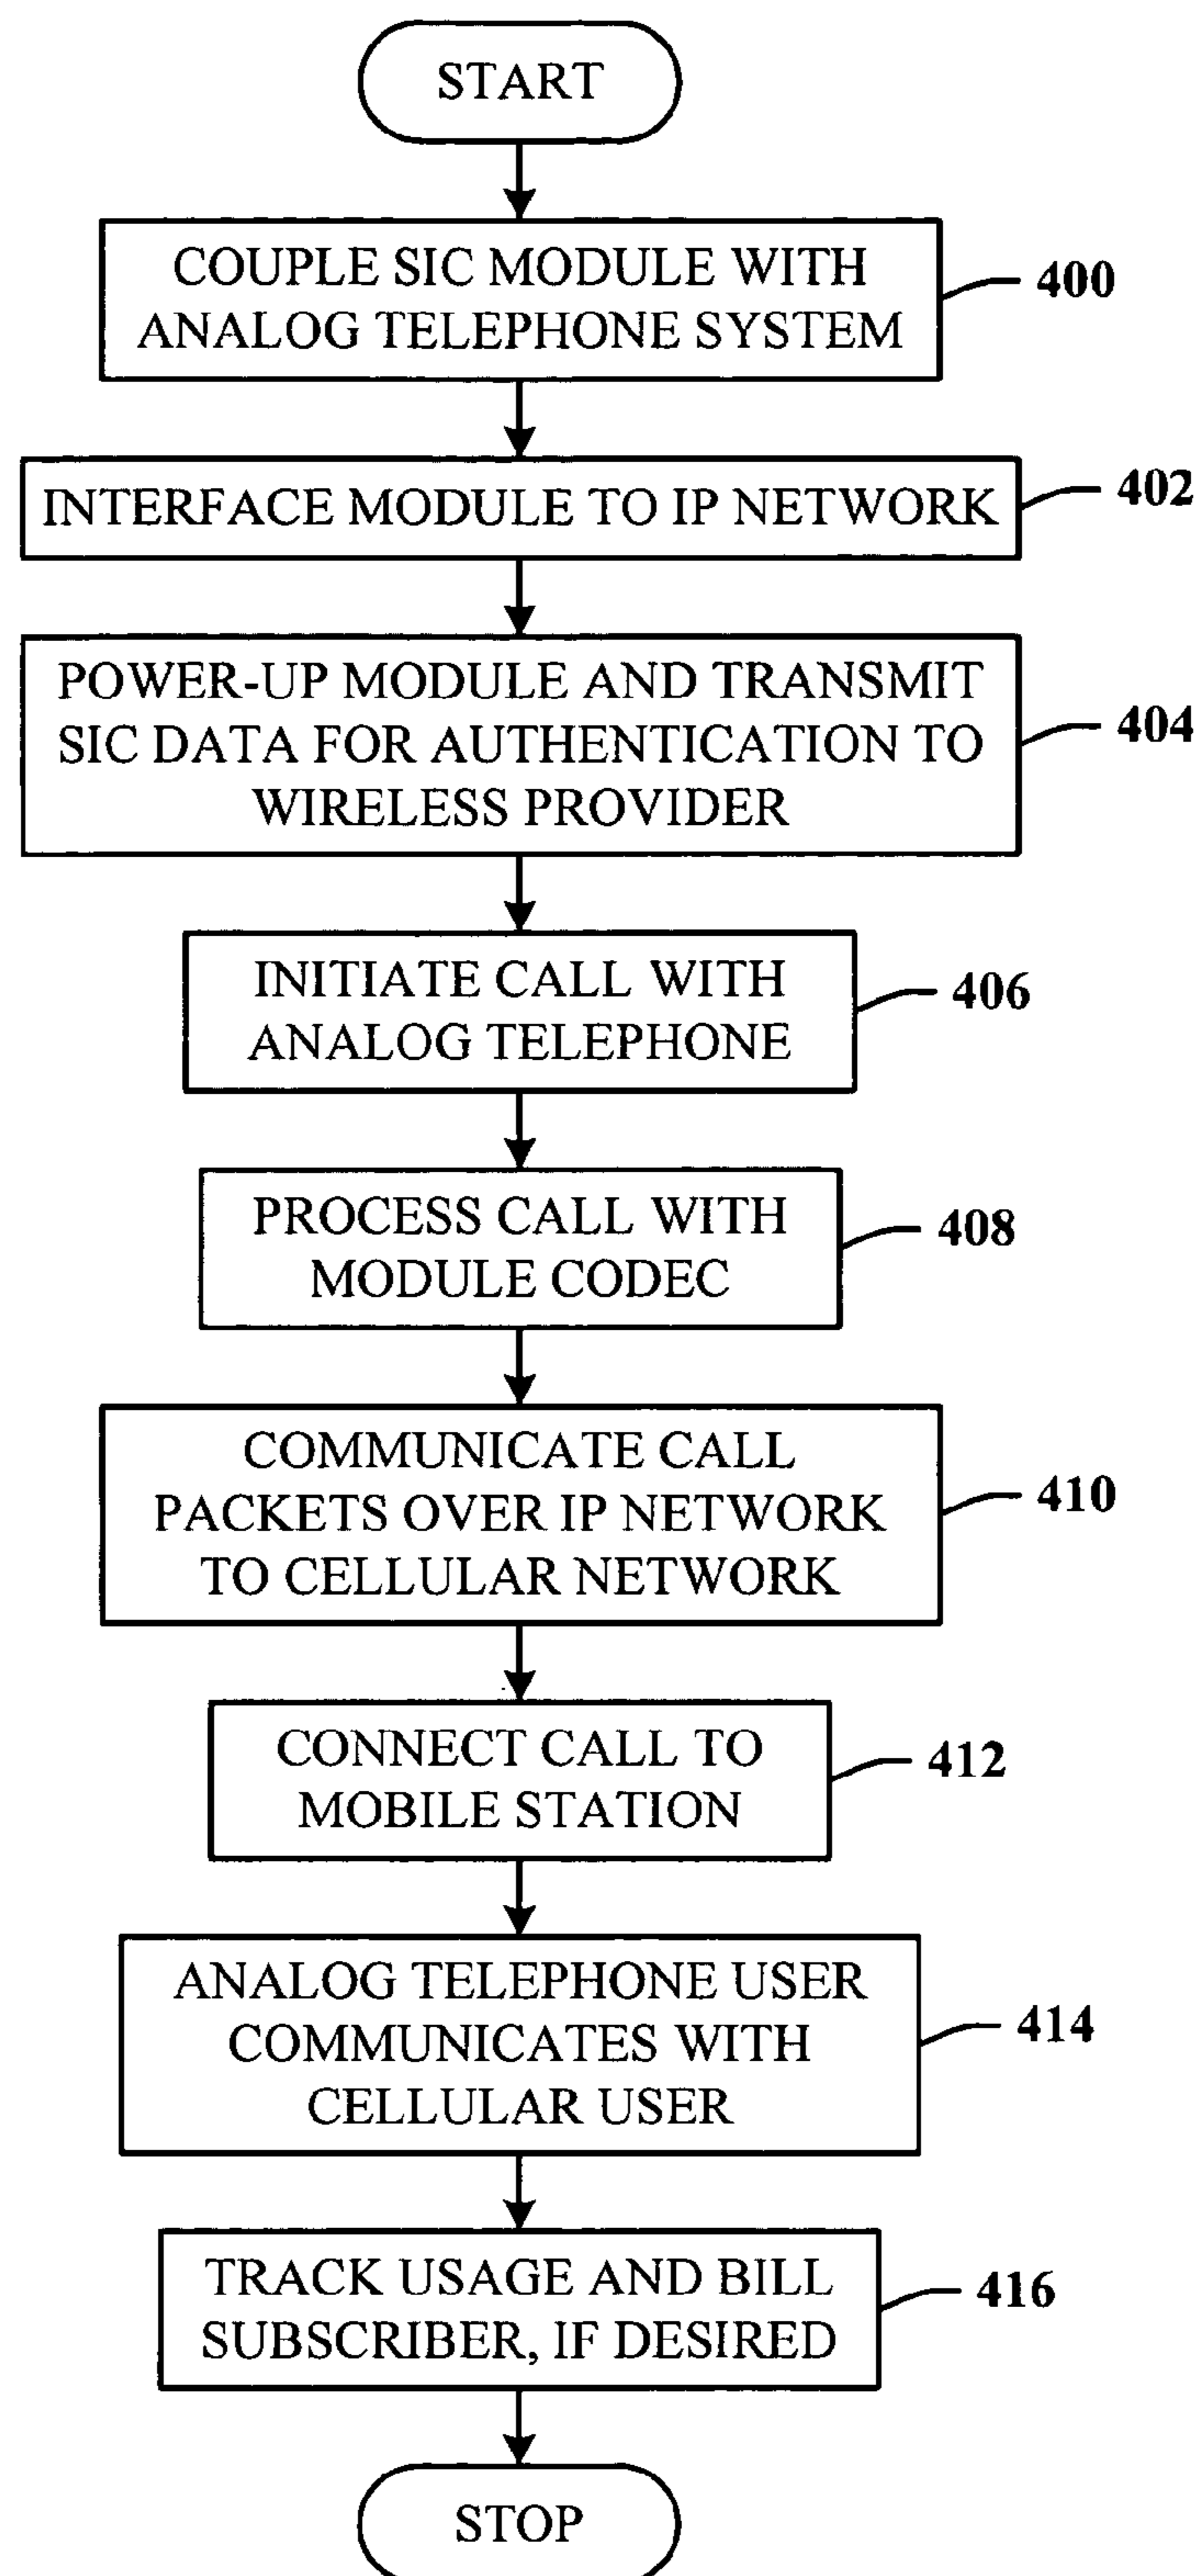 START
COUPLE SIC MODULE WITH
ANALOG TELEPHONE SYSTEM
400
INTERFACE MODULE TO IP NETWORK
402
POWER-UP MODULE AND TRANSMIT
SIC DATA FOR AUTHENTICATION TO
WIRELESS PROVIDER
404
INITIATE CALL WITH
ANALOG TELEPHONE
406
PROCESS CALL WITH
MODULE CODEC
408
COMMUNICATE CALL
PACKETS OVER IP NETWORK
TO CELLULAR NETWORK
410
CONNECT CALL TO
MOBILE STATION
412
ANALOG TELEPHONE USER
COMMUNICATES WITH
CELLULAR USER
414
TRACK USAGE AND BILL
SUBSCRIBER, IF DESIRED
416
STOP